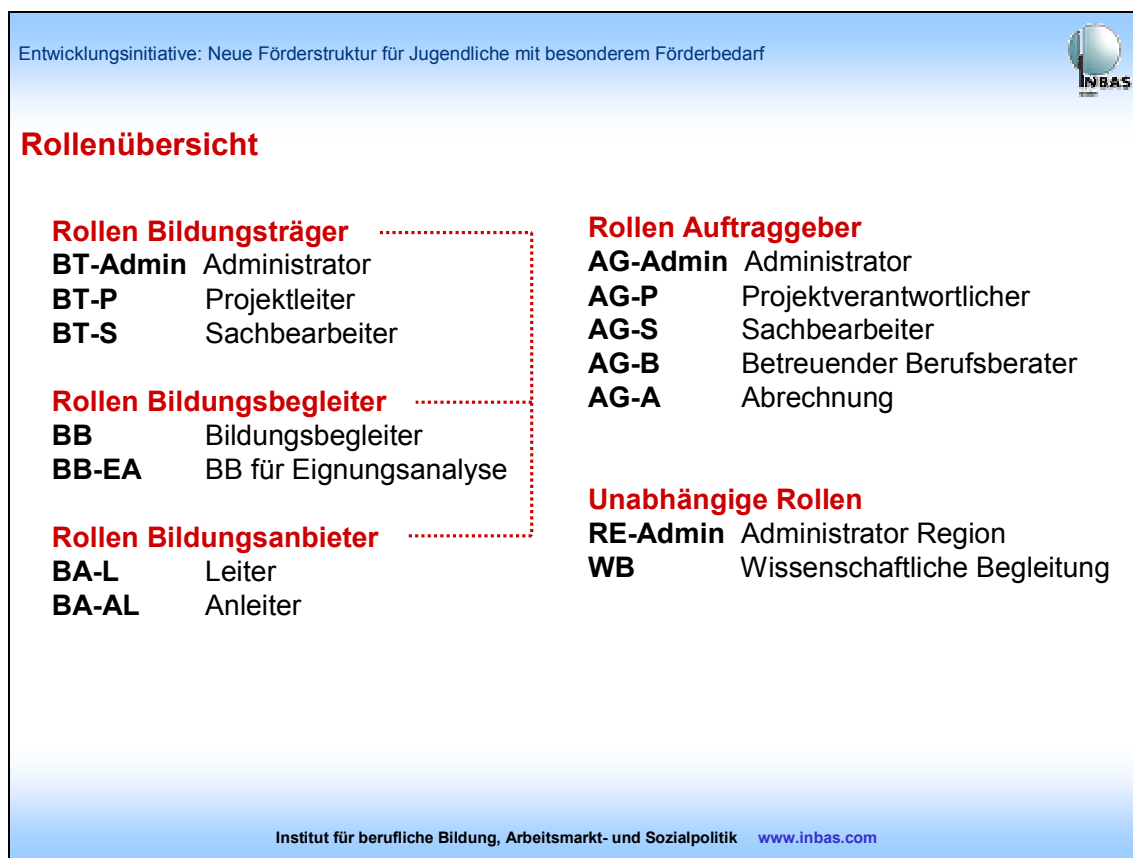 Entwicklungsinitiative: Neue Förderstruktur für Jugendliche mit besonderem Förderbedarf
INBAS
Rollenübersicht
Rollen Bildungsträger
BT-Admin Administrator
BT-P Projektleiter
BT-S Sachbearbeiter
Rollen Bildungsbegleiter
BB Bildungsbegleiter
BB-EA BB für Eignungsanalyse
Rollen Bildungsanbieter
BA-L Leiter
BA-AL Anleiter
Rollen Auftraggeber
AG-Admin Administrator
AG-P Projektverantwortlicher
AG-S Sachbearbeiter
AG-B Betreuender Berufsberater
AG-A Abrechnung
Unabhängige Rollen
RE-Admin Administrator Region
WB Wissenschaftliche Begleitung
Institut für berufliche Bildung, Arbeitsmarkt- und Sozialpolitik www.inbas.com